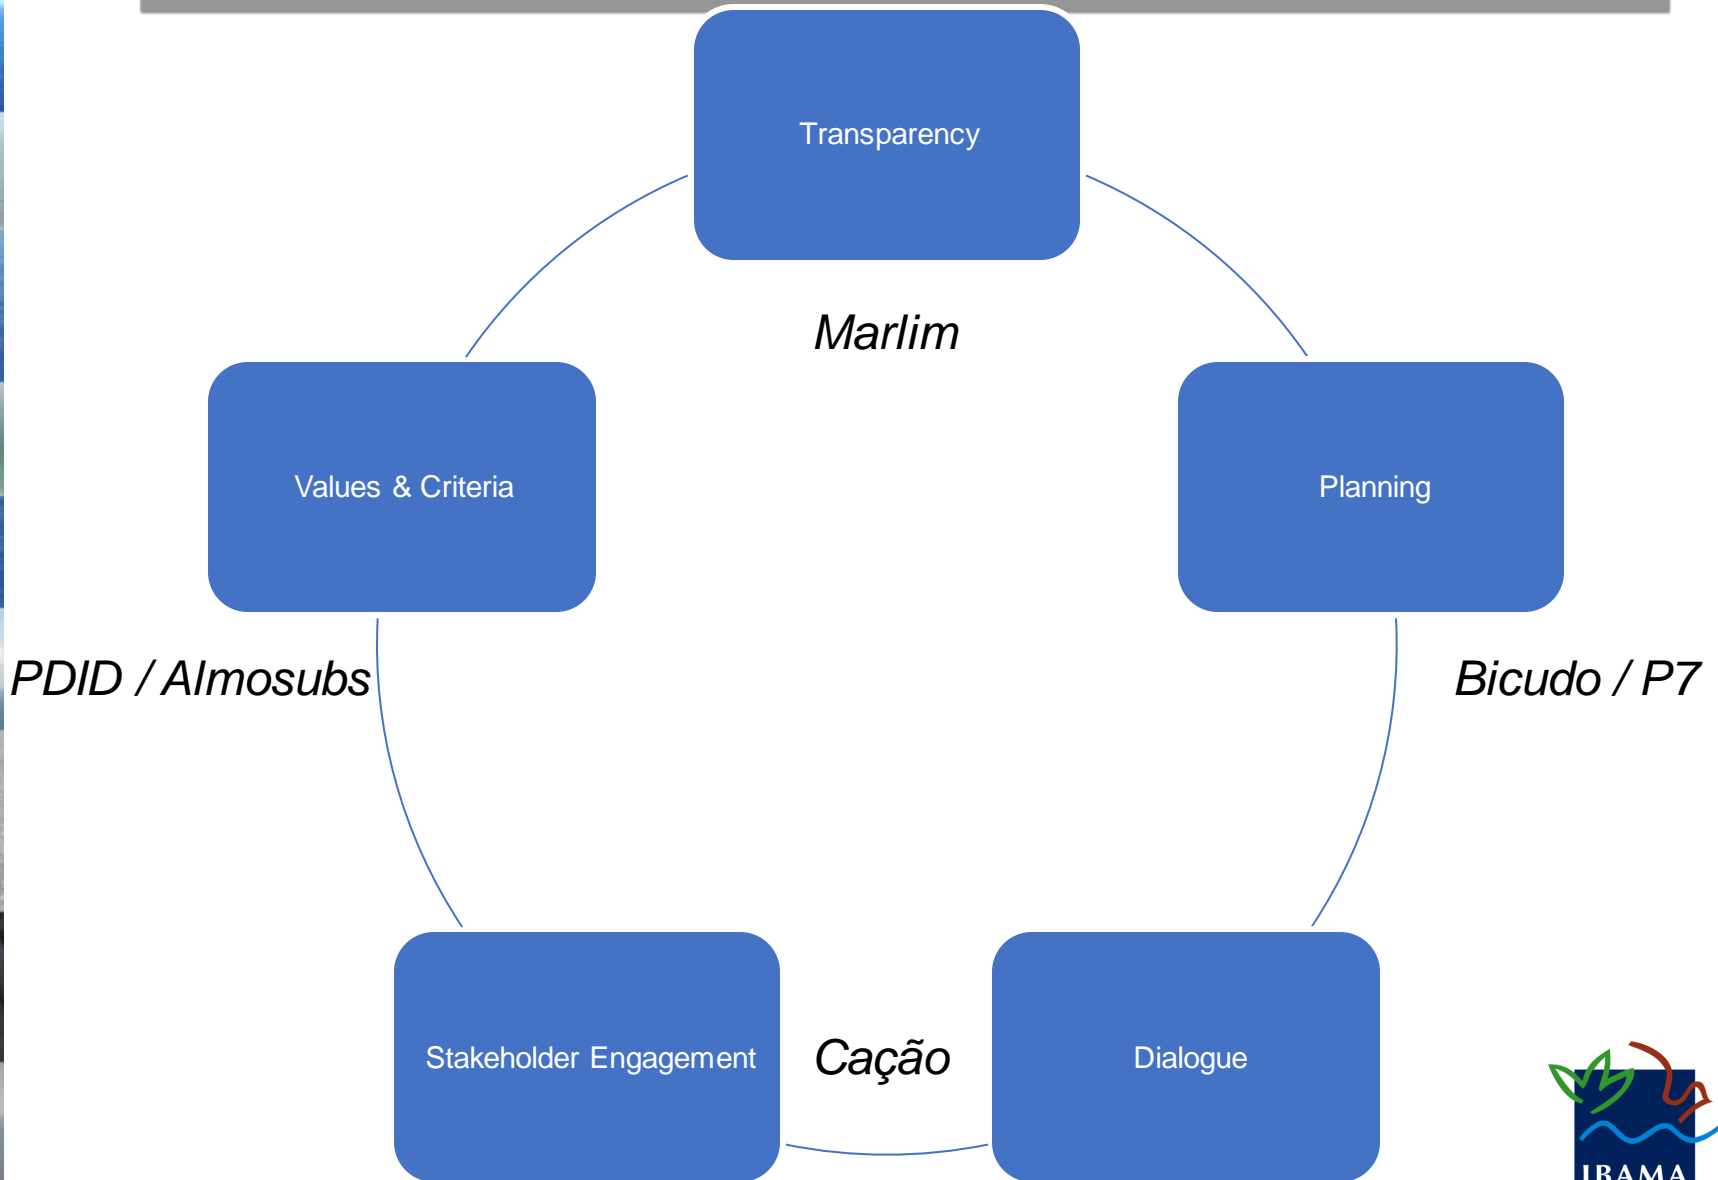 Transparency
Marlim
Values & Criteria
Planning
PDID / Almosubs
Bicudo / P7
Stakeholder Engagement
Cação
Dialogue
IBAMA